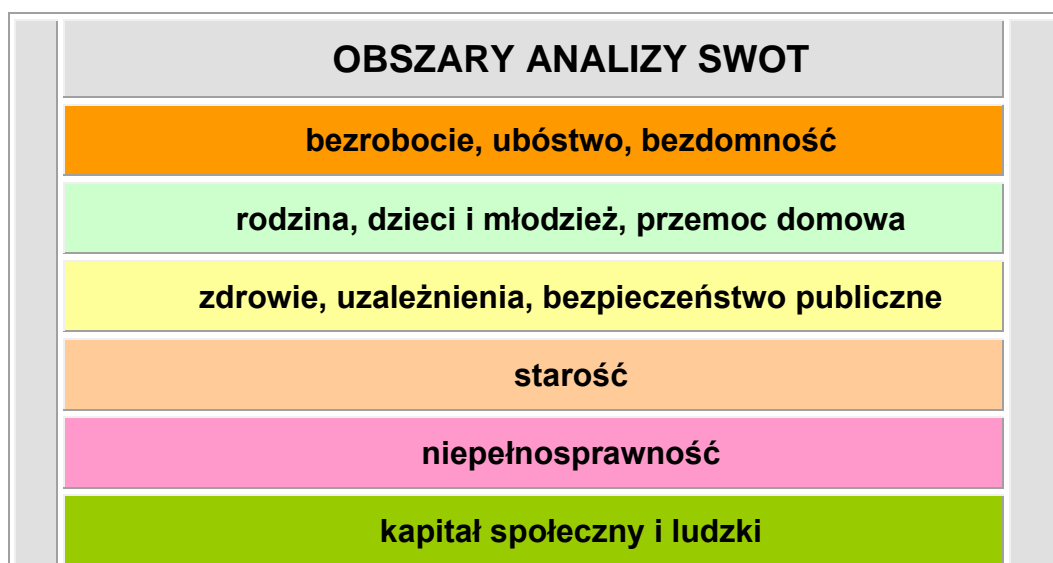 OBSZARY ANALIZY SWOT
bezrobocie, ubóstwo, bezdomność
rodzina, dzieci i młodzież, przemoc domowa
zdrowie, uzależnienia, bezpieczeństwo publiczne
starość
niepełnosprawność
kapitał społeczny i ludzki